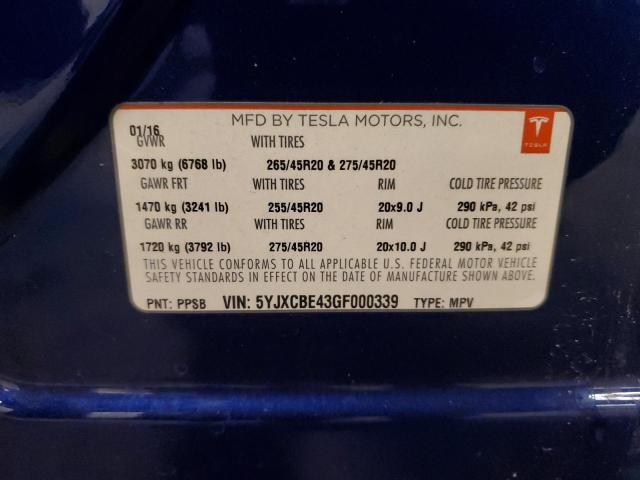 MFD BY TESLA MOTORS, INC.
01/16
GVWR WITH TIRES
3070 kg (6768 lb) 265/45R20 & 275/45R20
GAWR FRT WITH TIRES RIM COLD TIRE PRESSURE
1470 kg (3241 lb) 255/45R20 20x9.0 J 290 kPa, 42 psi
GAWR RR WITH TIRES RIM COLD TIRE PRESSURE
1720 kg (3792 lb) 275/45R20 20x10.0 J 290 kPa, 42 psi
THIS VEHICLE CONFORMS TO ALL APPLICABLE U.S. FEDERAL MOTOR VEHICLE
SAFETY STANDARDS IN EFFECT ON THE DATE OF MANUFACTURE SHOWN ABOVE.
PNT: PPSB VIN: 5YJXCBE43GF000339 TYPE: MPV
TESLA